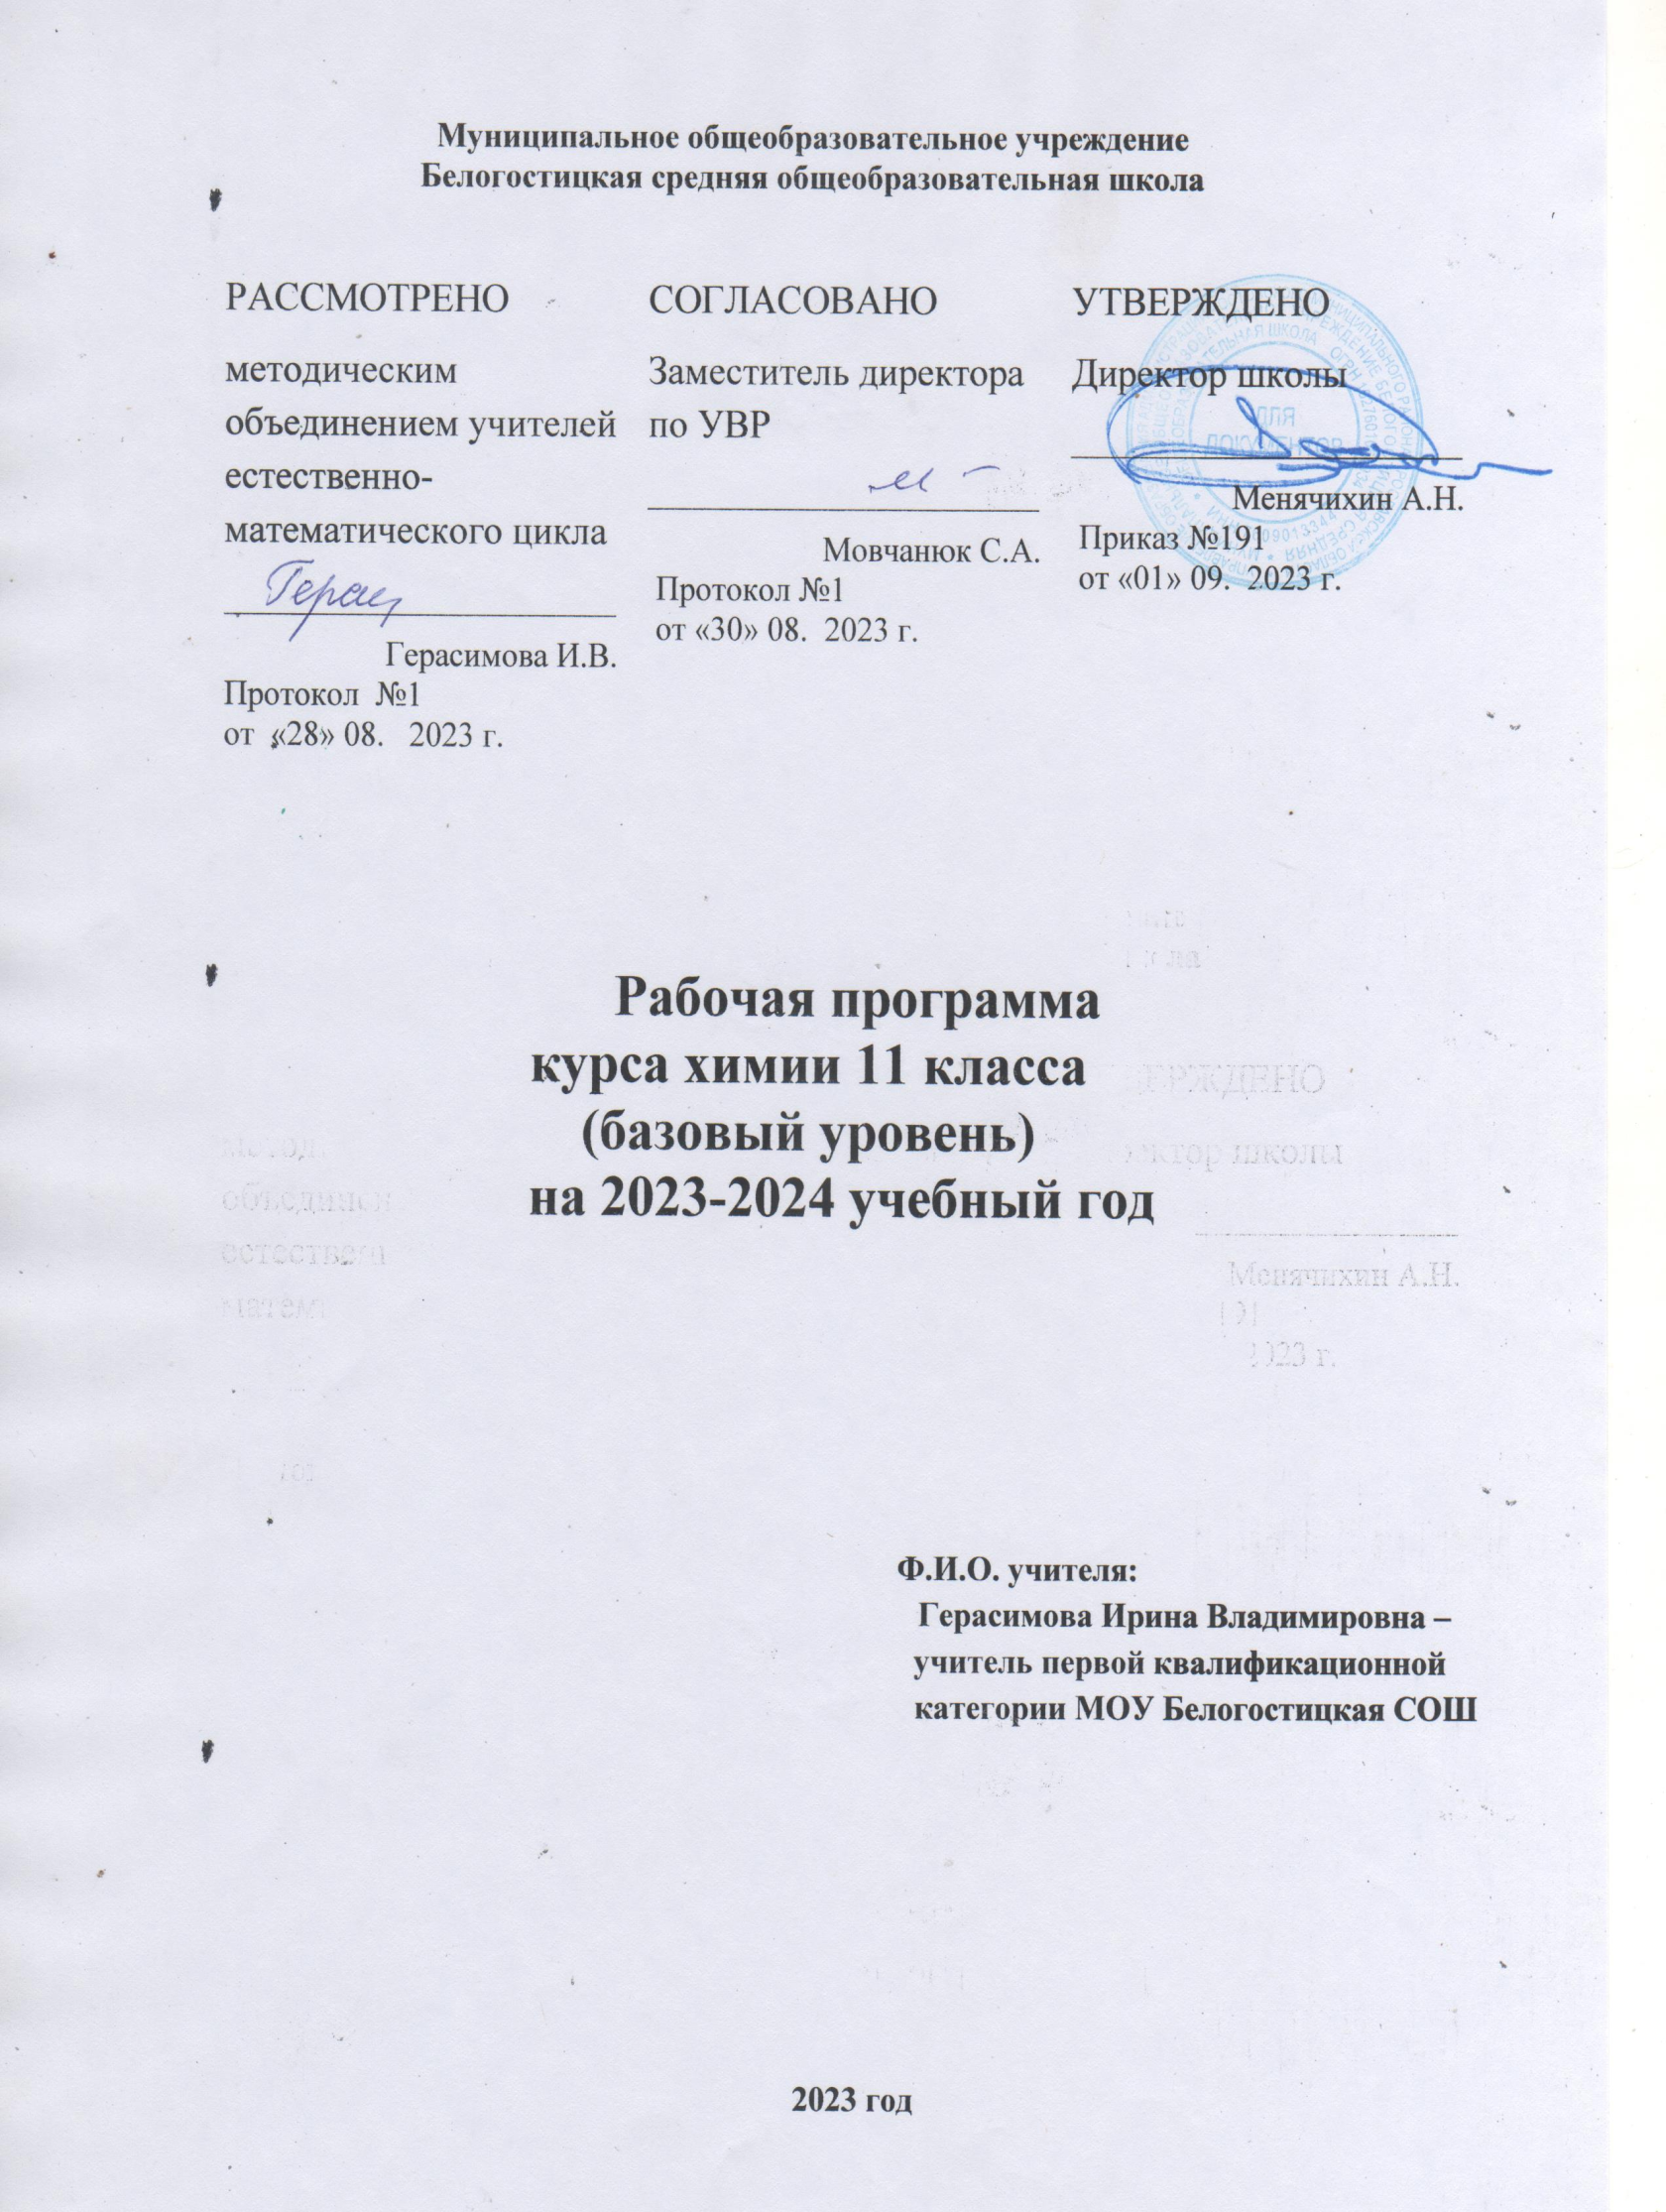 Муниципальное общеобразовательное учреждение
Белогостицкая средняя общеобразовательная школа
РАССМОТРЕНО
методическим
объединением учителей
естественно-
математического цикла
Герасимова И.В.
Протокол №1
от «28» 08. 2023 г.
СОГЛАСОВАНО
Заместитель директора
по УВР
Мовчанюк С.А.
Протокол №1
от «30» 08. 2023 г.
УТВЕРЖДЕНО
Директор школы
ДЛЯ
ДОКУМЕНТОВ
Менячихин А.Н.
Приказ №191
от «01» 09. 2023 г.
Рабочая программа
курса химии 11 класса
(базовый уровень)
на 2023-2024 учебный год
Ф.И.О. учителя:
Герасимова Ирина Владимировна –
учитель первой квалификационной
категории МОУ Белогостицкая СОШ
2023 год